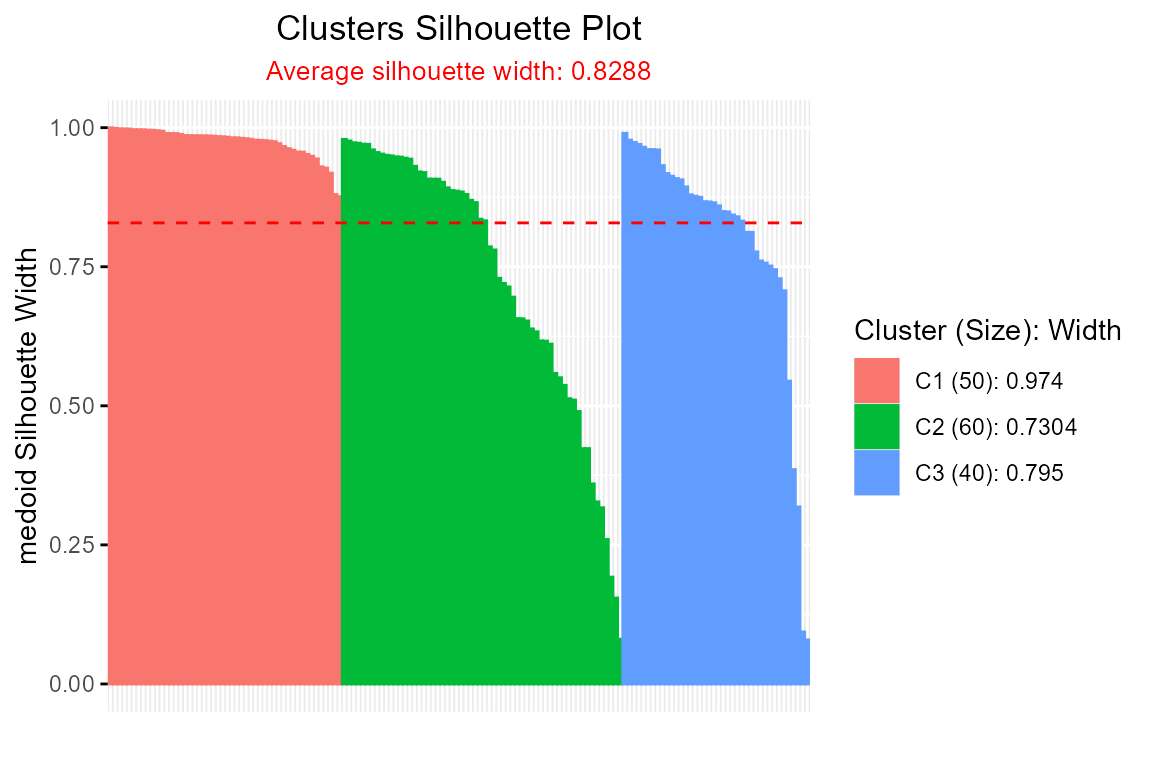 Clusters Silhouette Plot
Average silhouette width: 0.8288
medoid Silhouette Width
1.00
0.75
0.50
0.25
0.00
Cluster (Size): Width
C1 (50): 0.974
C2 (60): 0.7304
C3 (40): 0.795